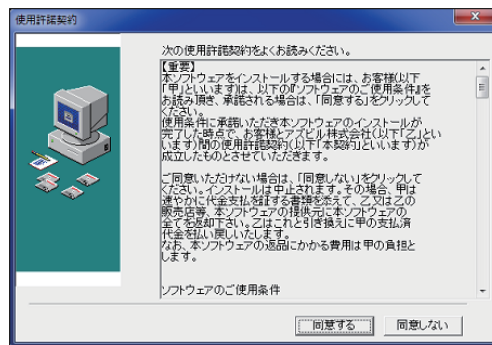 使用許諾契約
次の使用許諾契約をよくお読みください。
【重要】
本ソフトウェアをインストールする場合には、お客様(以下
「甲」といいます)は、以下の『ソフトウェアのご使用条件』を
お読み頂き、承諾される場合は、「同意する」をクリックして
ください。
使用条件に承諾いただき本ソフトウェアのインストールが
完了した時点で、お客様とアズビル株式会社(以下「乙」とい
います)間の使用許諾契約(以下「本契約」といいます)が
成立したものとさせていただきます。
ご同意いただけない場合は、「同意しない」をクリックして
ください。インストールは中止されます。その場合、甲は
速やかに代金支払を証する書類を添えて、乙又は乙の
販売店等、本ソフトウェアの提供元に本ソフトウェアの
全てを返却下さい。乙はこれと引き換えに甲の支払済
代金を払い戻しいたします。
なお、本ソフトウェアの返品にかかる費用は甲の負担と
します。
ソフトウェアのご使用条件
同意する
同意しない